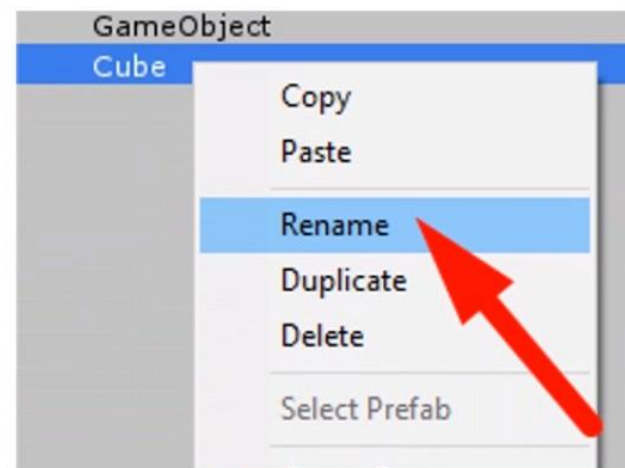 GameObject
Cube
Copy
Paste
Rename
Duplicate
Delete
Select Prefab